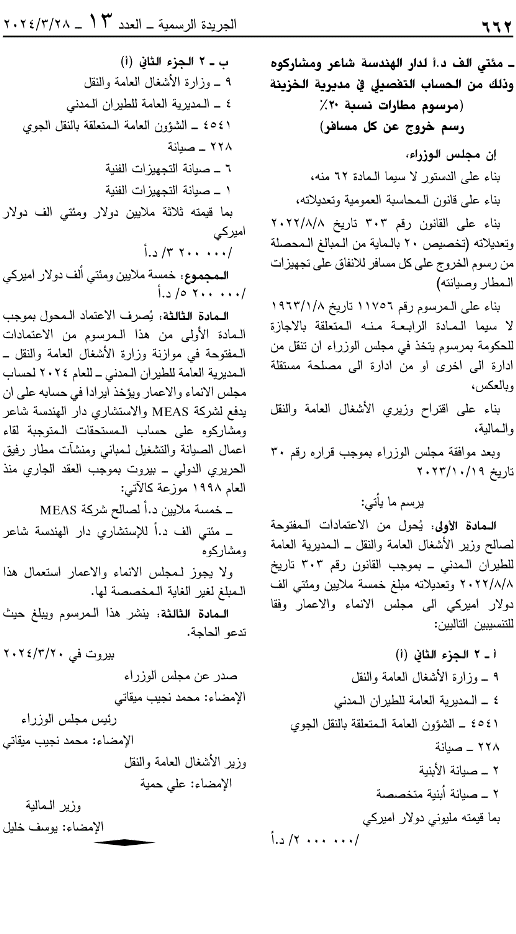 ٦٦٢
الجريدة الرسمية ـ العدد ١٣ ـ ٢٠٢٤/٣/٢٨
ـ مئتي الف د.أ لدار الهندسة شاعر ومشاركوه
وذلك من الحساب التفصيلي في مديرية الخزينة
(مرسوم مطارات نسبة ٢٠٪
رسم خروج عن كل مسافر)
إن مجلس الوزراء،
بناء على الدستور لا سيما المادة ٦٢ منه،
بناء على قانون المحاسبة العمومية وتعديلاته،
بناء على القانون رقم ٣٠٣ تاريخ ٢٠٢٢/٨/٨
وتعديلاته (تخصيص ٢٠ بالماية من المبالغ المحصلة
من رسوم الخروج على كل مسافر للانفاق على تجهيزات
المطار وصيانته)
بناء على المرسوم رقم ١١٧٥٦ تاريخ ١٩٦٣/١/٨
لا سيما المادة الرابعة منه المتعلقة بالاجازة
للحكومة بمرسوم يتخذ في مجلس الوزراء ان تنقل من
ادارة الى اخرى او من ادارة الى مصلحة مستقلة
وبالعكس،
بناء على اقتراح وزيري الأشغال العامة والنقل
والمالية،
وبعد موافقة مجلس الوزراء بموجب قراره رقم ٣٠
تاريخ ٢٠٢٣/١٠/١٩
يرسم ما يأتي:
المادة الأولى: يُحول من الاعتمادات المفتوحة
لصالح وزير الأشغال العامة والنقل ـ المديرية العامة
للطيران المدني ـ بموجب القانون رقم ٣٠٣ تاريخ
٢٠٢٢/٨/٨ وتعديلاته مبلغ خمسة ملايين ومئتي الف
دولار اميركي الى مجلس الانماء والاعمار وفقا
للتنسيبين التاليين:
أ ـ ٢ الجزء الثاني (أ)
٩ ـ وزارة الأشغال العامة والنقل
٤ ـ المديرية العامة للطيران المدني
٤٥٤١ ـ الشؤون العامة المتعلقة بالنقل الجوي
٢٢٨ ـ صيانة
٢ ـ صيانة الأبنية
٢ ـ صيانة أبنية متخصصة
بما قيمته مليوني دولار اميركي
/٢ ٠٠٠ ٠٠٠/ د.أ
ب ـ ٢ الجزء الثاني (أ)
٩ ـ وزارة الأشغال العامة والنقل
٤ ـ المديرية العامة للطيران المدني
٤٥٤١ ـ الشؤون العامة المتعلقة بالنقل الجوي
٢٢٨ ـ صيانة
٦ ـ صيانة التجهيزات الفنية
١ ـ صيانة التجهيزات الفنية
بما قيمته ثلاثة ملايين دولار ومئتي الف دولار
اميركي
/٣ ٢٠٠ ٠٠٠/ د.أ
المجموع: خمسة ملايين ومئتي ألف دولار اميركي
/٥ ٢٠٠ ٠٠٠/ د.أ
المادة الثالثة: يُصرف الاعتماد المحول بموجب
المادة الأولى من هذا المرسوم من الاعتمادات
المفتوحة في موازنة وزارة الأشغال العامة والنقل ـ
المديرية العامة للطيران المدني ـ للعام ٢٠٢٤ لحساب
مجلس الانماء والاعمار ويؤخذ ايرادا في حسابه على ان
يدفع لشركة MEAS والاستشاري دار الهندسة شاعر
ومشاركوه على حساب المستحقات المتوجبة لقاء
اعمال الصيانة والتشغيل لمباني ومنشآت مطار رفيق
الحريري الدولي ـ بيروت بموجب العقد الجاري منذ
العام ١٩٩٨ موزعة كالآتي:
ـ خمسة ملايين د.أ لصالح شركة MEAS
ـ مئتي الف د.أ للإستشاري دار الهندسة شاعر
ومشاركوه
ولا يجوز لمجلس الانماء والاعمار استعمال هذا
المبلغ لغير الغاية المخصصة لها.
المادة الثالثة: ينشر هذا المرسوم ويبلغ حيث
تدعو الحاجة.
بيروت في ٢٠٢٤/٣/٢٠
صدر عن مجلس الوزراء
الإمضاء: محمد نجيب ميقاتي
رئيس مجلس الوزراء
الإمضاء: محمد نجيب ميقاتي
وزير الأشغال العامة والنقل
الإمضاء: علي حمية
وزير المالية
الإمضاء: يوسف خليل